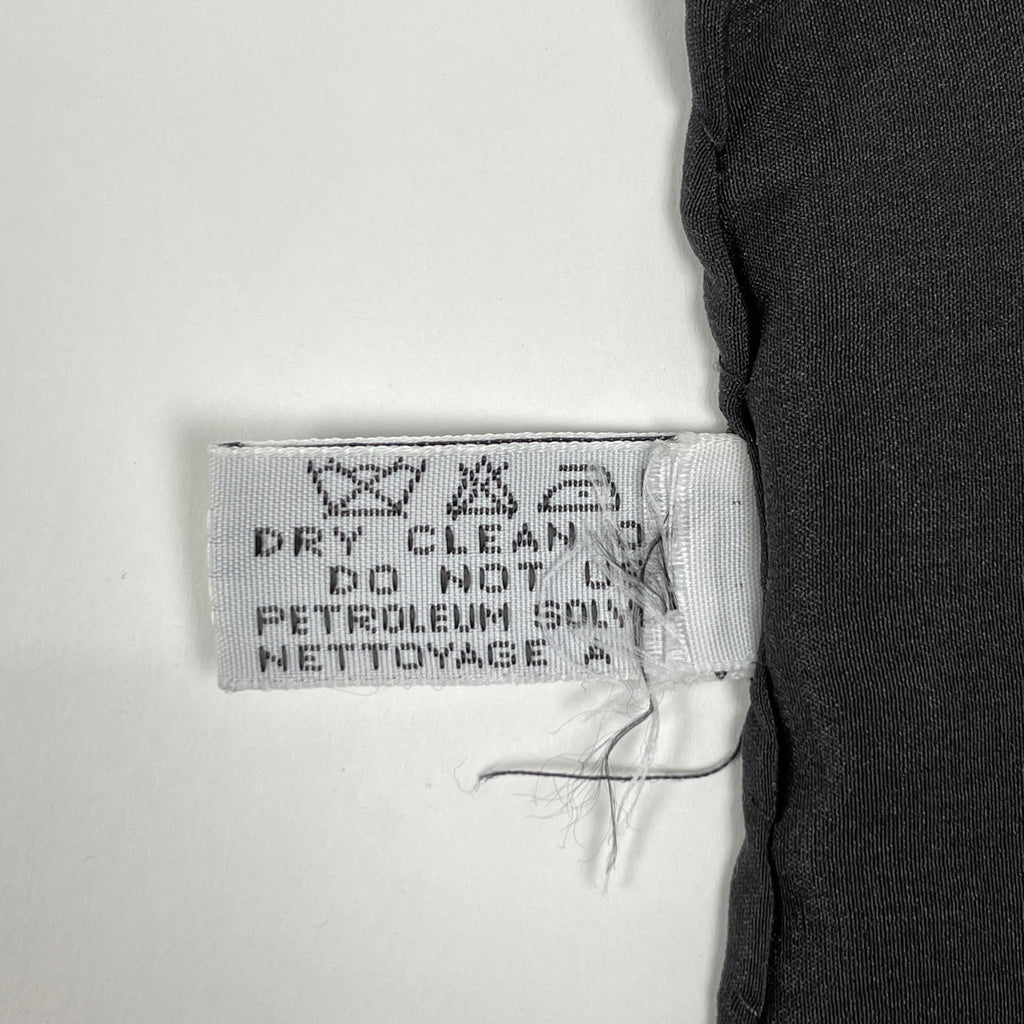 DRY CLEAN
DO NOT
PETROLEUM
NETTOYAGE A